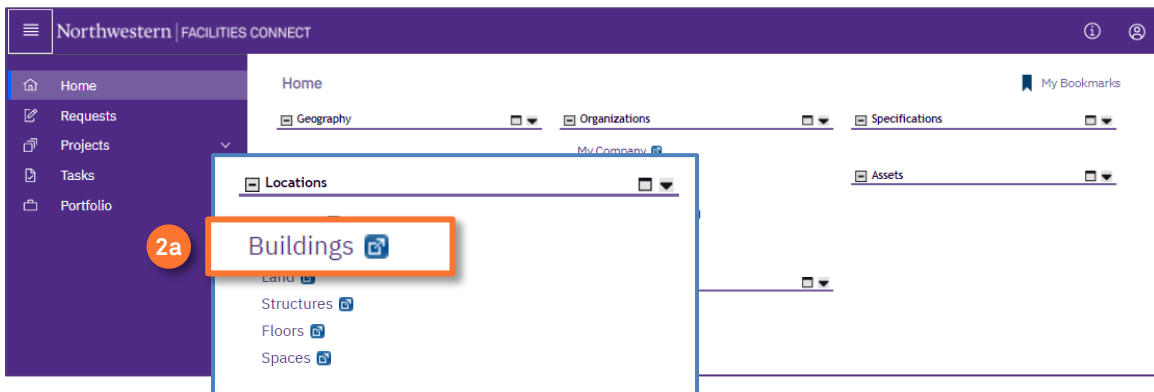 Northwestern | FACILITIES CONNECT
Home
Requests
Projects
Tasks
Portfolio
Home
My Bookmarks
Geography
Organizations
Specifications
My Company
Assets
Locations
2a
Buildings
Land
Structures
Floors
Spaces